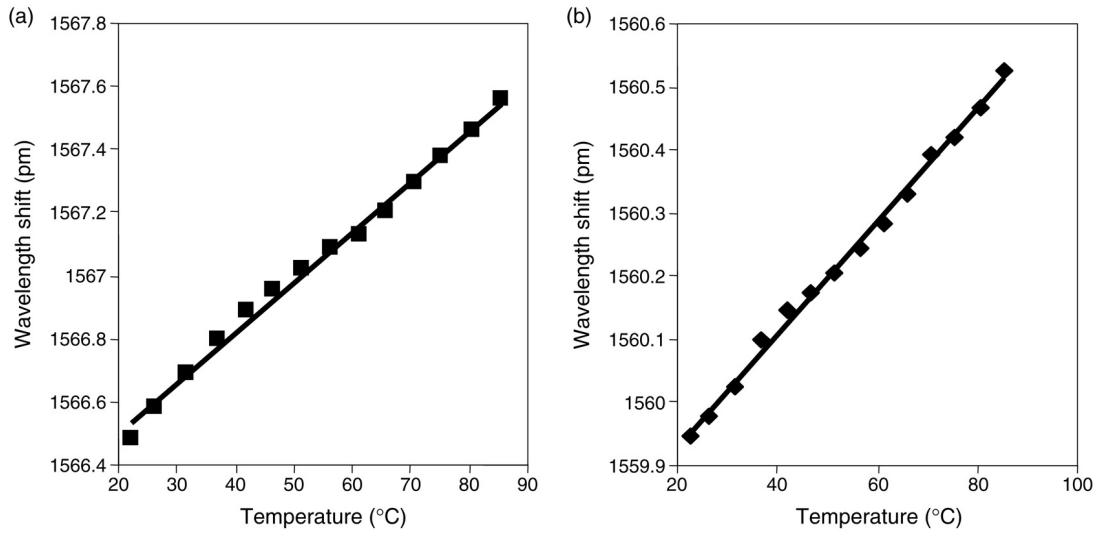 (a)
Wavelength shift (pm)
1567.8
1567.6
1567.4
1567.2
1567
1566.8
1566.6
1566.4
20 30 40 50 60 70 80 90
Temperature (°C)
(b)
Wavelength shift (pm)
1560.6
1560.5
1560.4
1560.3
1560.2
1560.1
1560
1559.9
20 40 60 80 100
Temperature (°C)